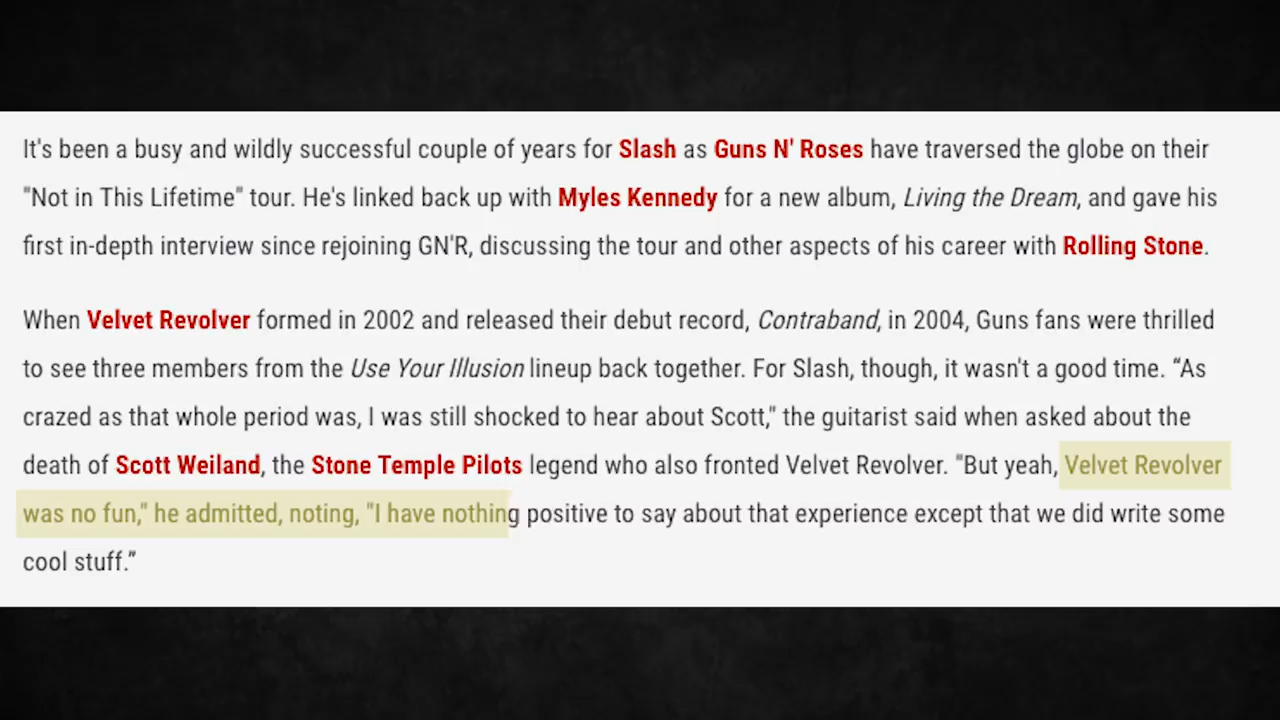 It's been a busy and wildly successful couple of years for Slash as Guns N' Roses have traversed the globe on their
"Not in This Lifetime" tour. He's linked back up with Myles Kennedy for a new album, Living the Dream, and gave his
first in-depth interview since rejoining GN'R, discussing the tour and other aspects of his career with Rolling Stone.
When Velvet Revolver formed in 2002 and released their debut record, Contraband, in 2004, Guns fans were thrilled
to see three members from the Use Your Illusion lineup back together. For Slash, though, it wasn't a good time. “As
crazed as that whole period was, I was still shocked to hear about Scott," the guitarist said when asked about the
death of Scott Weiland, the Stone Temple Pilots legend who also fronted Velvet Revolver. "But yeah, Velvet Revolver
was no fun," he admitted, noting, "I have nothing positive to say about that experience except that we did write some
cool stuff.”